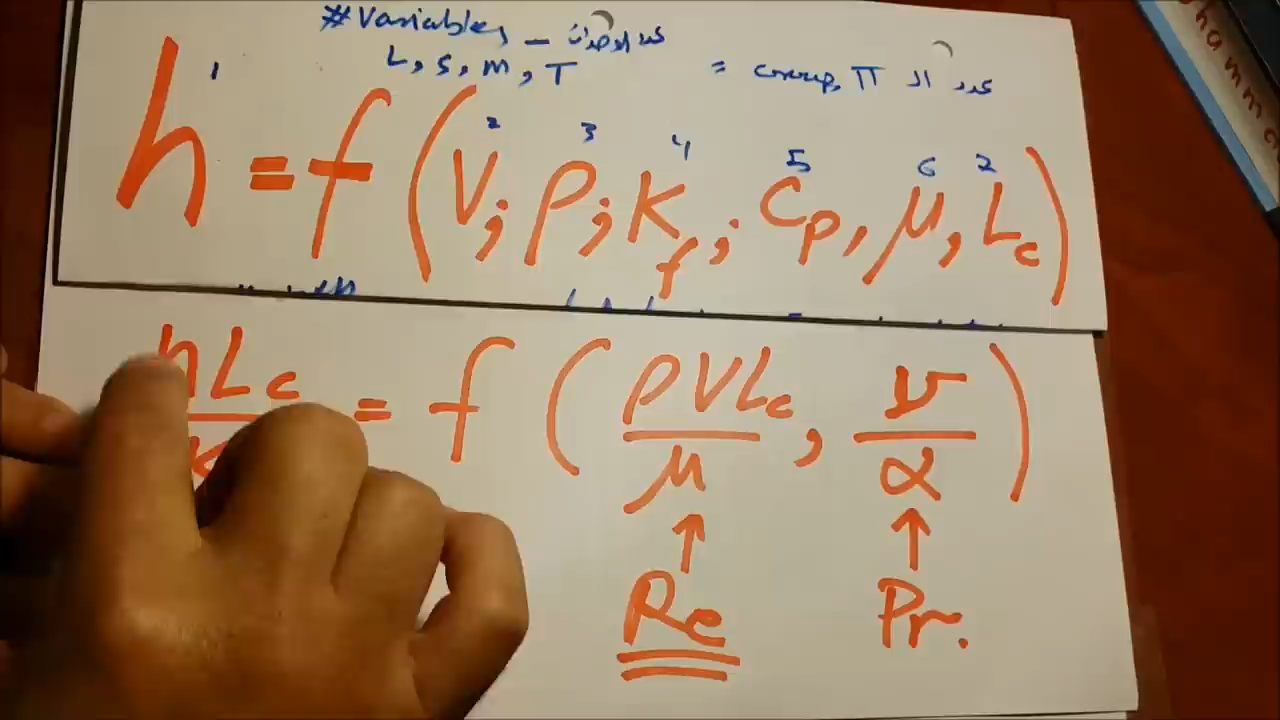 #Variables – عدد الوحدات
L, s, M, T = group π عدد ال
1 2 3 4 5 6 7
h = f (V; ρ; K_f; C_p, μ, L_c)
hL_c / K = f (ρVL_c / μ, ν / α)
↑ ↑
Re Pr.
hamm